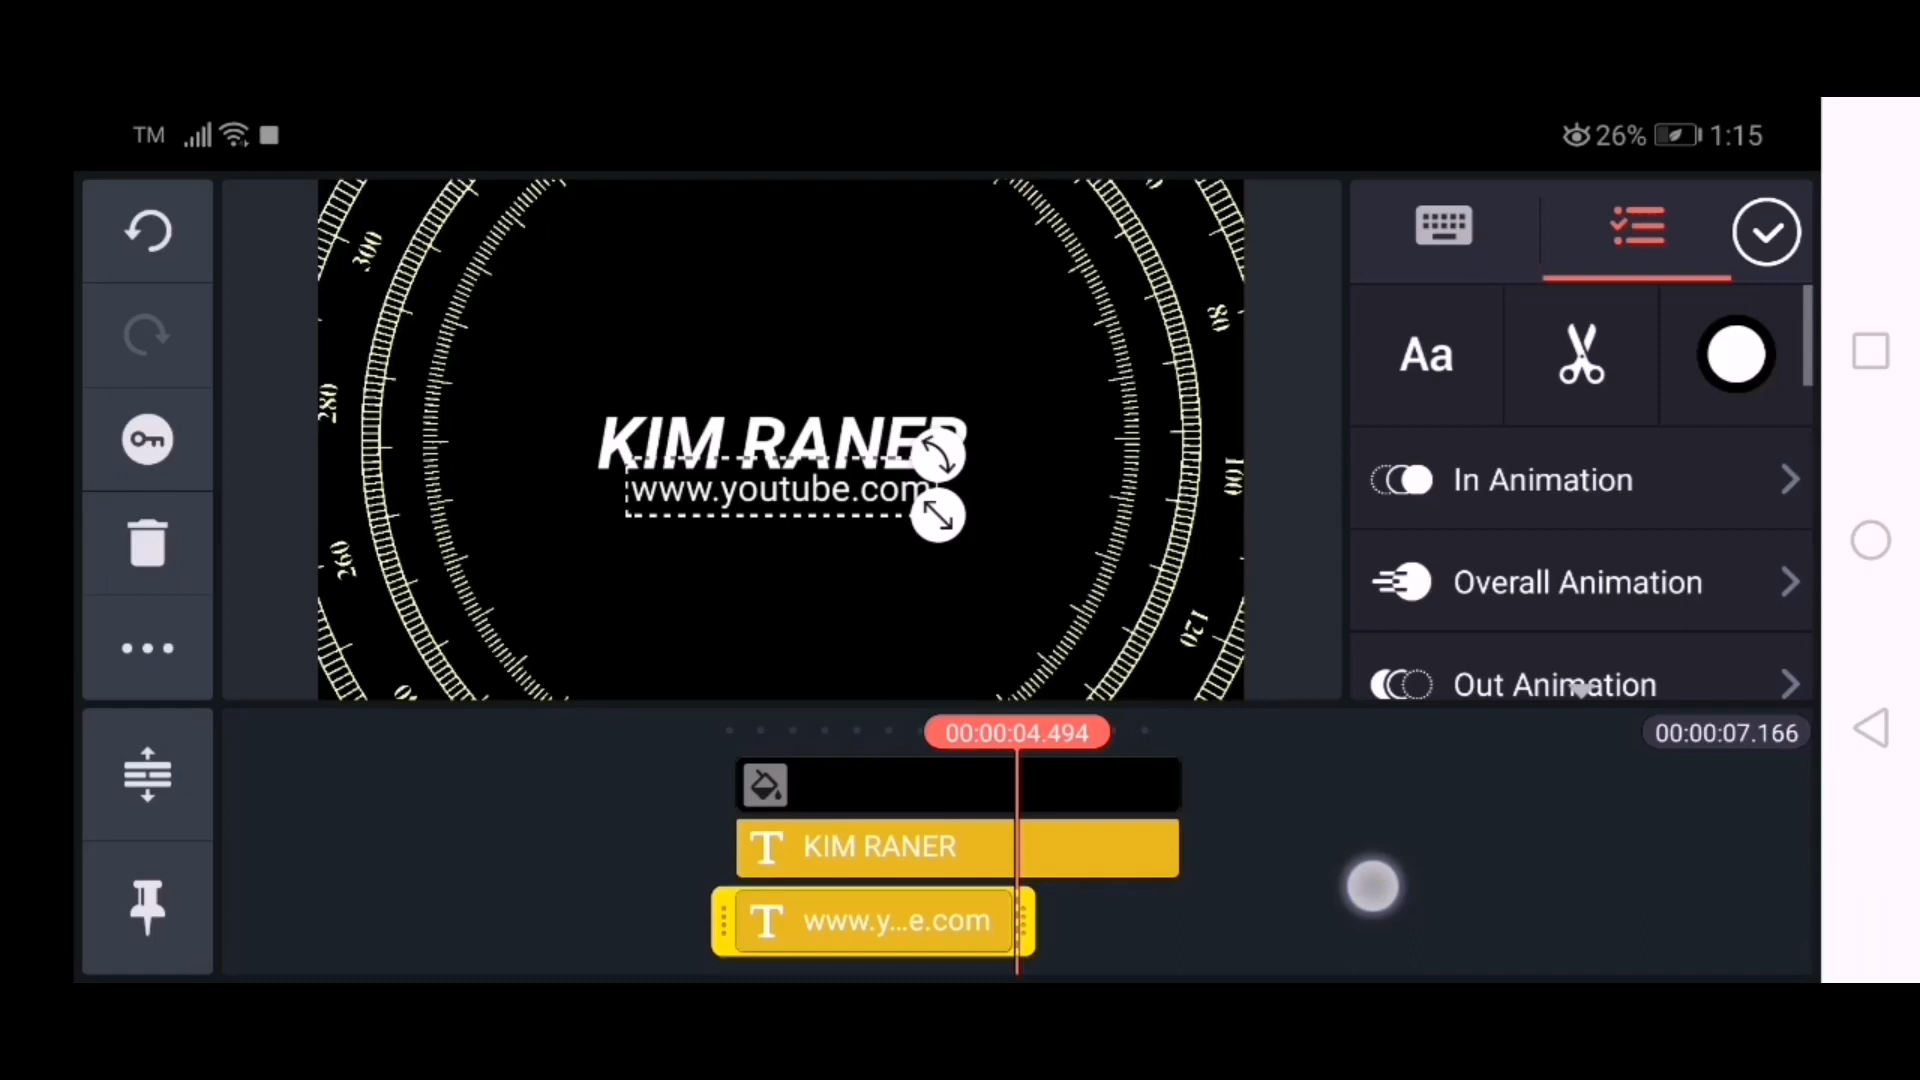 TM
26% 1:15
300
80
280
KIM RANER
www.youtube.com
100
260
120
Aa
In Animation
Overall Animation
Out Animation
00:00:04.494
00:00:07.166
T KIM RANER
T www.y...e.com